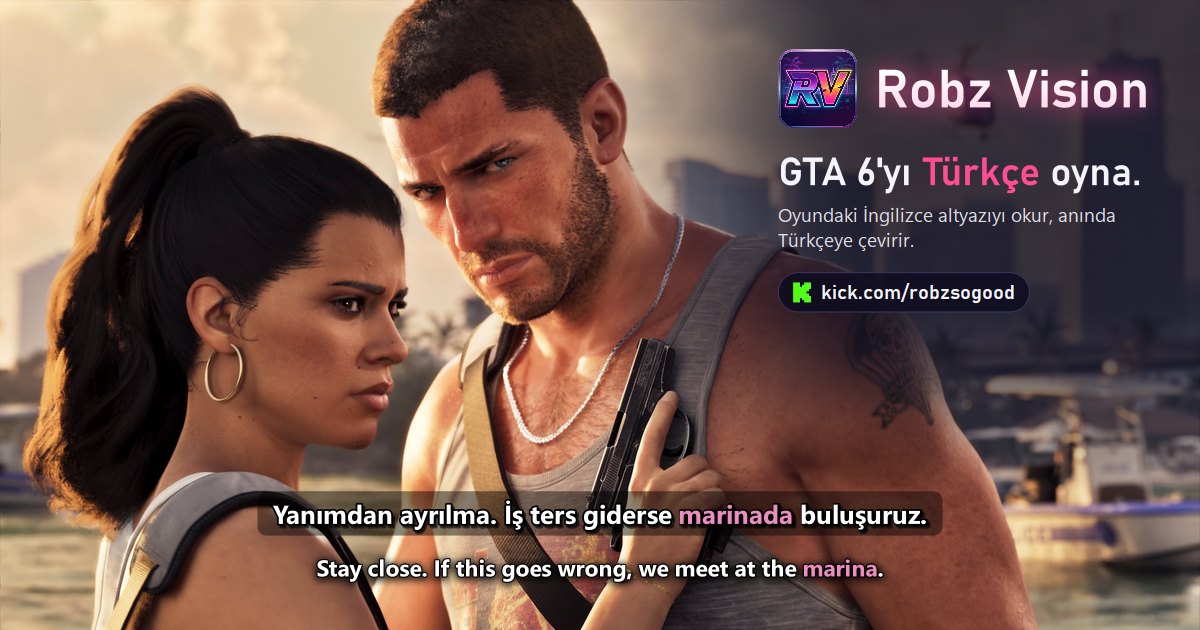 RV
Robz Vision
GTA 6'yı Türkçe oyna.
Oyundaki İngilizce altyazıyı okur, anında
Türkçeye çevirir.
kick.com/robzsogood
Yanımdan ayrılma. İş ters giderse marinada buluşuruz.
Stay close. If this goes wrong, we meet at the marina.